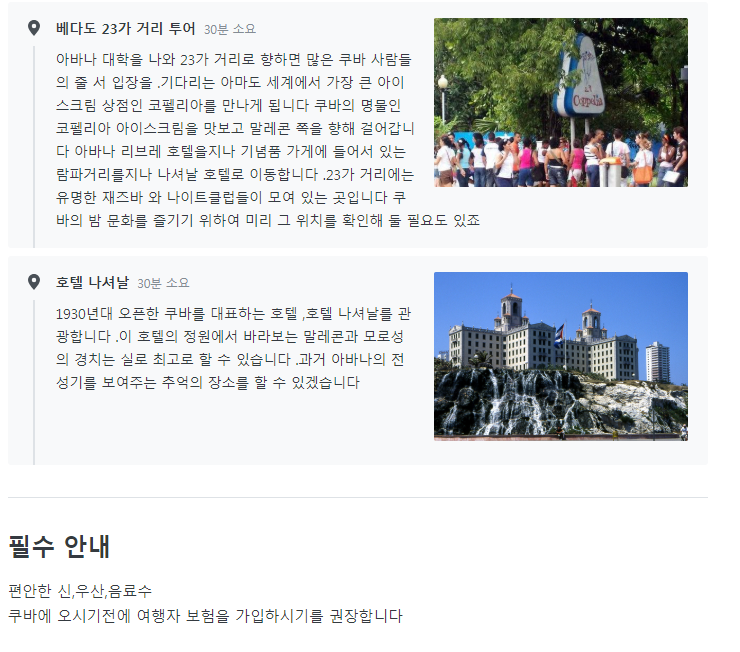 베다도 23가 거리 투어 30분 소요
아바나 대학을 나와 23가 거리로 향하면 많은 쿠바 사람들
의 줄 서 입장을 .기다리는 아마도 세계에서 가장 큰 아이
스크림 상점인 코펠리아를 만나게 됩니다 쿠바의 명물인
코펠리아 아이스크림을 맛보고 말레콘 쪽을 향해 걸어갑니
다 아바나 리브레 호텔을지나 기념품 가게에 들어서 있는
람파거리를지나 나셔날 호텔로 이동합니다 .23가 거리에는
유명한 재즈바 와 나이트클럽들이 모여 있는 곳입니다 쿠
바의 밤 문화를 즐기기 위하여 미리 그 위치를 확인해 둘 필요도 있죠
Coppelia
호텔 나셔날 30분 소요
1930년대 오픈한 쿠바를 대표하는 호텔 ,호텔 나셔날를 관
광합니다 .이 호텔의 정원에서 바라보는 말레콘과 모로성
의 경치는 실로 최고로 할 수 있습니다 .과거 아바나의 전
성기를 보여주는 추억의 장소를 할 수 있겠습니다
필수 안내
편안한 신,우산,음료수
쿠바에 오시기전에 여행자 보험을 가입하시기를 권장합니다